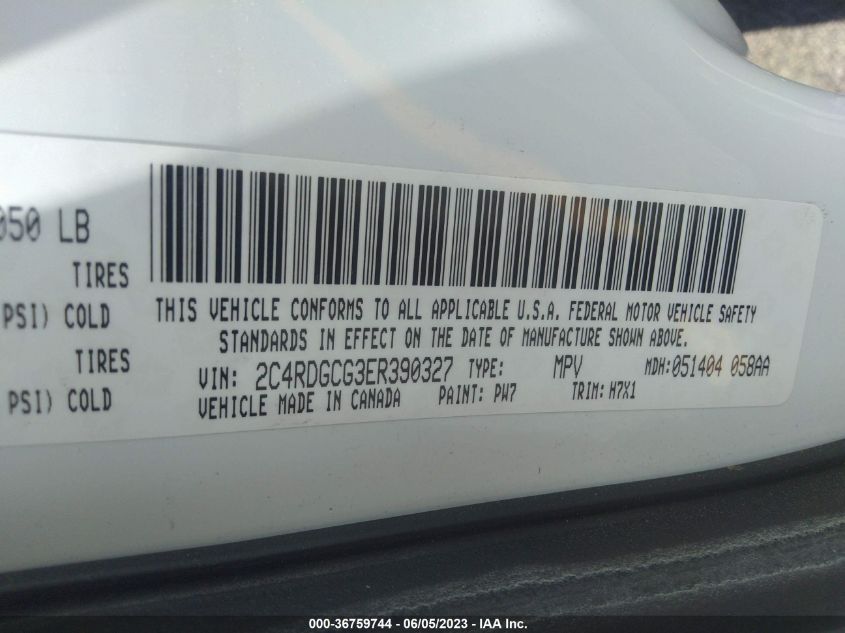 050 LB
TIRES
PSI) COLD
TIRES
PSI) COLD
THIS VEHICLE CONFORMS TO ALL APPLICABLE U.S.A. FEDERAL MOTOR VEHICLE SAFETY
STANDARDS IN EFFECT ON THE DATE OF MANUFACTURE SHOWN ABOVE.
VIN: 2C4RDGCG3ER390327 TYPE: MPV MDH:051404 058AA
VEHICLE MADE IN CANADA PAINT: PW7 TRIM: H7X1
000-36759744 - 06/05/2023 - IAA Inc.